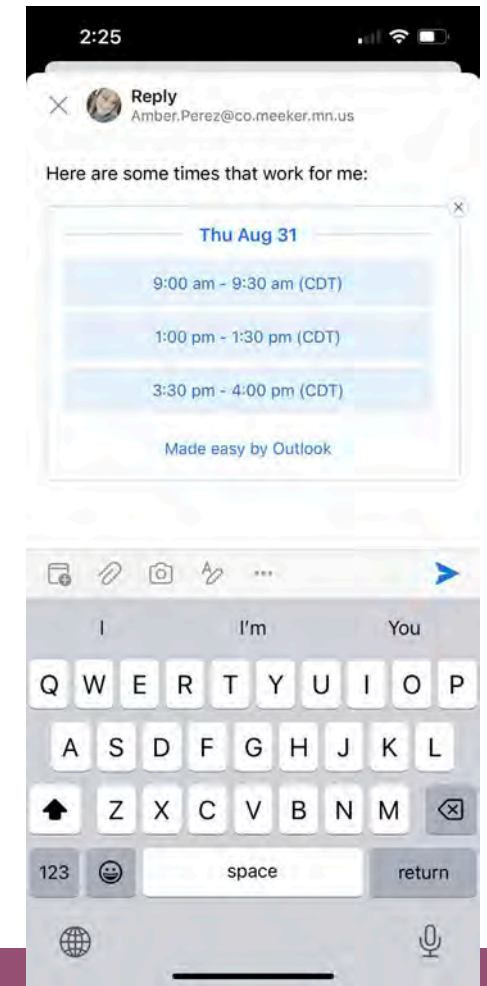 2:25
Reply
Amber.Perez@co.meeker.mn.us
Here are some times that work for me:
Thu Aug 31
9:00 am - 9:30 am (CDT)
1:00 pm - 1:30 pm (CDT)
3:30 pm - 4:00 pm (CDT)
Made easy by Outlook
I I'm You
Q W E R T Y U I O P
A S D F G H J K L
Z X C V B N M
123 space return